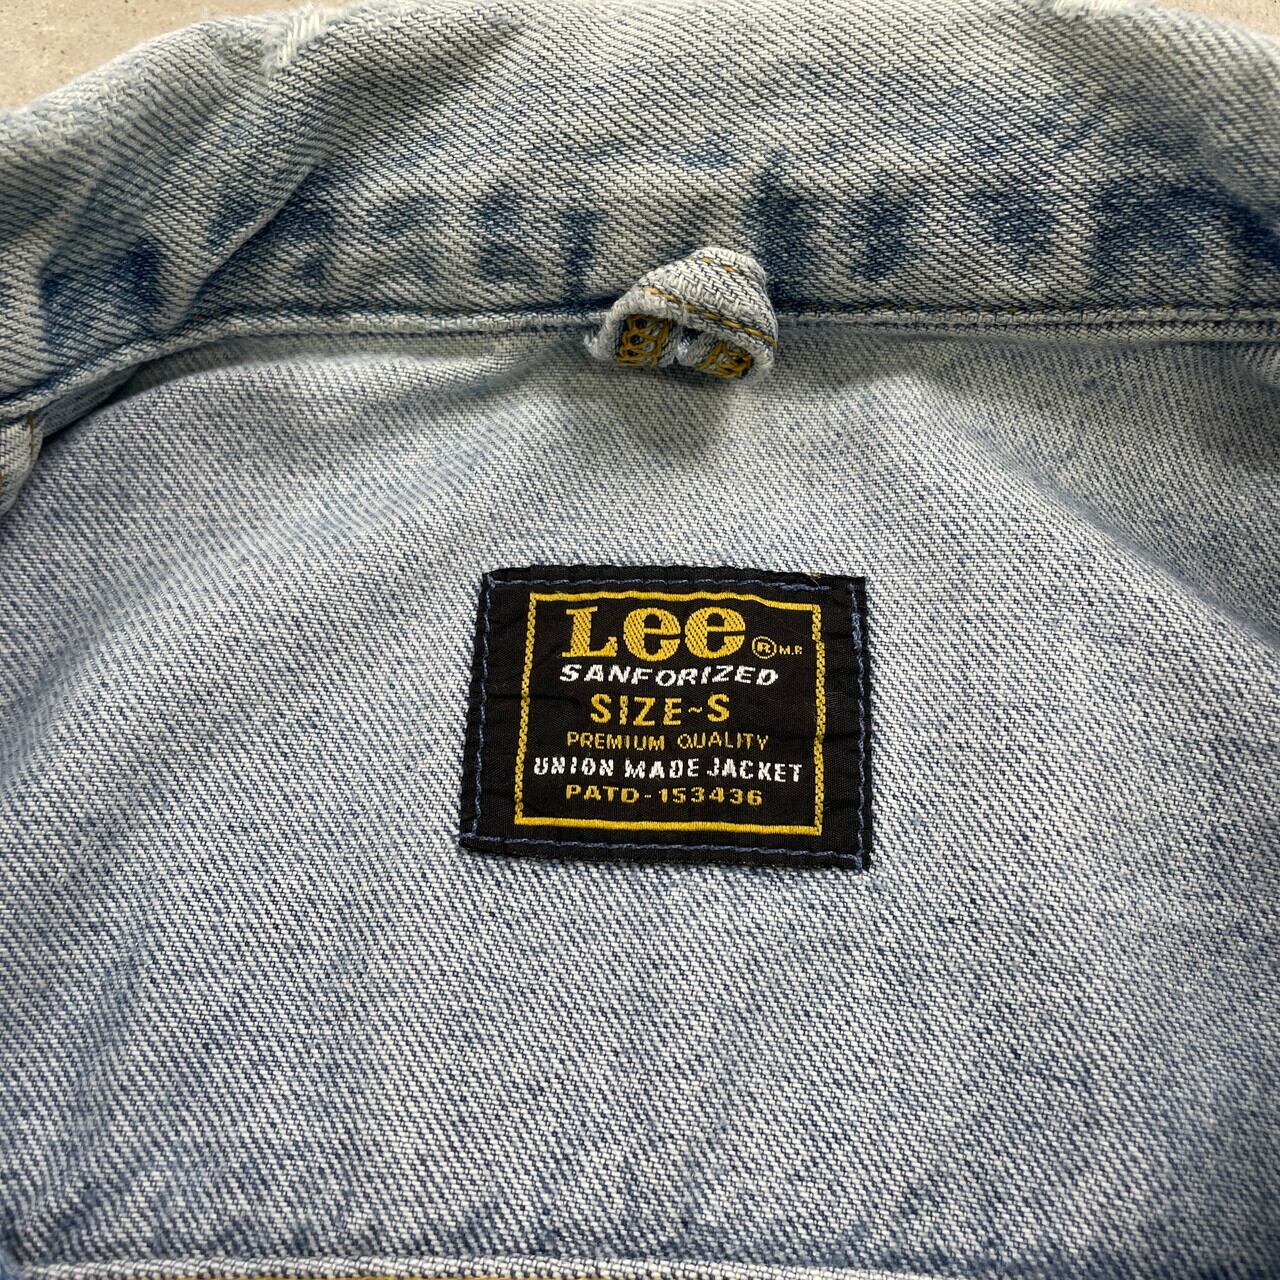 Lee ® M.R.
SANFORIZED
SIZE~S
PREMIUM QUALITY
UNION MADE JACKET
PATD-153436